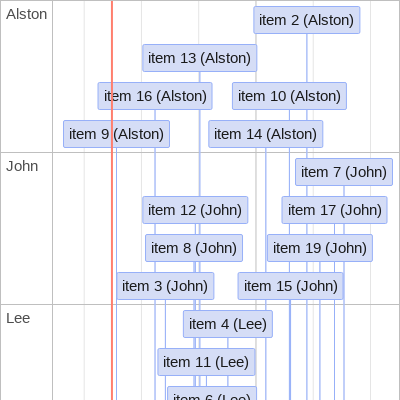 Alston
item 2 (Alston)
item 13 (Alston)
item 16 (Alston)
item 10 (Alston)
item 9 (Alston)
item 14 (Alston)
John
item 7 (John)
item 12 (John)
item 17 (John)
item 8 (John)
item 19 (John)
item 3 (John)
item 15 (John)
Lee
item 4 (Lee)
item 11 (Lee)
item 6 (Lee)